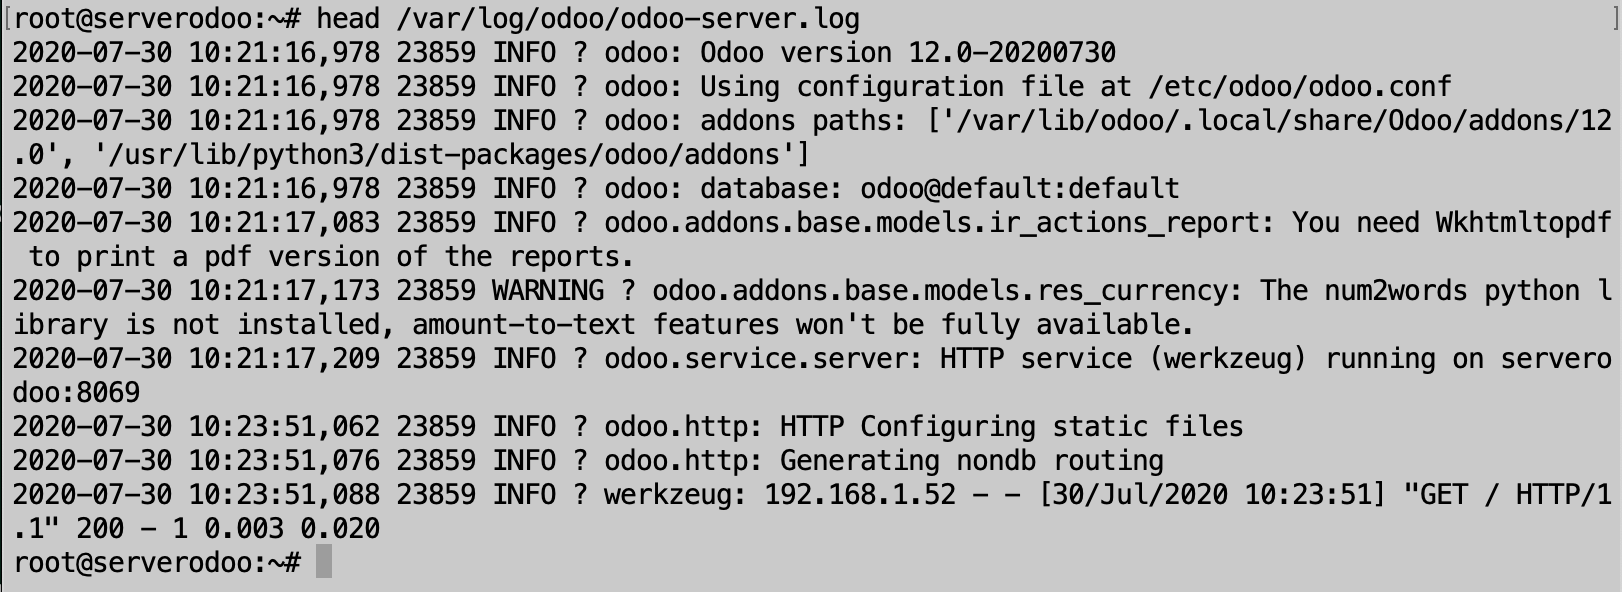 [root@serverodoo:~# head /var/log/odoo/odoo-server.log ]
2020-07-30 10:21:16,978 23859 INFO ? odoo: Odoo version 12.0-20200730
2020-07-30 10:21:16,978 23859 INFO ? odoo: Using configuration file at /etc/odoo/odoo.conf
2020-07-30 10:21:16,978 23859 INFO ? odoo: addons paths: ['/var/lib/odoo/.local/share/Odoo/addons/12
.0', '/usr/lib/python3/dist-packages/odoo/addons']
2020-07-30 10:21:16,978 23859 INFO ? odoo: database: odoo@default:default
2020-07-30 10:21:17,083 23859 INFO ? odoo.addons.base.models.ir_actions_report: You need Wkhtmltopdf
 to print a pdf version of the reports.
2020-07-30 10:21:17,173 23859 WARNING ? odoo.addons.base.models.res_currency: The num2words python l
ibrary is not installed, amount-to-text features won't be fully available.
2020-07-30 10:21:17,209 23859 INFO ? odoo.service.server: HTTP service (werkzeug) running on servero
doo:8069
2020-07-30 10:23:51,062 23859 INFO ? odoo.http: HTTP Configuring static files
2020-07-30 10:23:51,076 23859 INFO ? odoo.http: Generating nondb routing
2020-07-30 10:23:51,088 23859 INFO ? werkzeug: 192.168.1.52 - - [30/Jul/2020 10:23:51] "GET / HTTP/1
.1" 200 - 1 0.003 0.020
root@serverodoo:~#